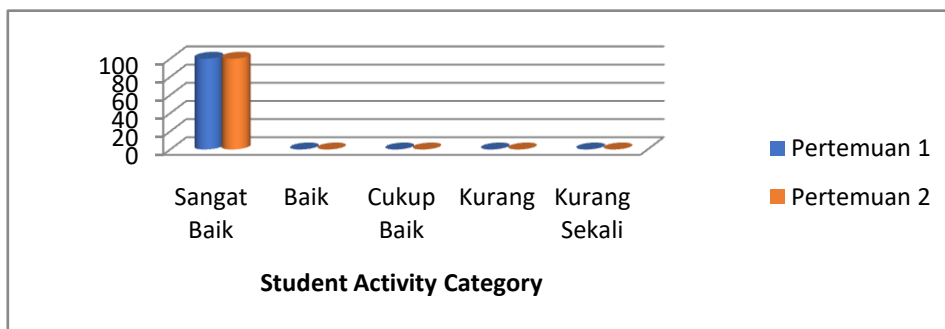 100
80
60
40
20
0
Sangat Baik
Baik
Cukup Baik
Kurang
Kurang Sekali
Student Activity Category
Pertemuan 1
Pertemuan 2